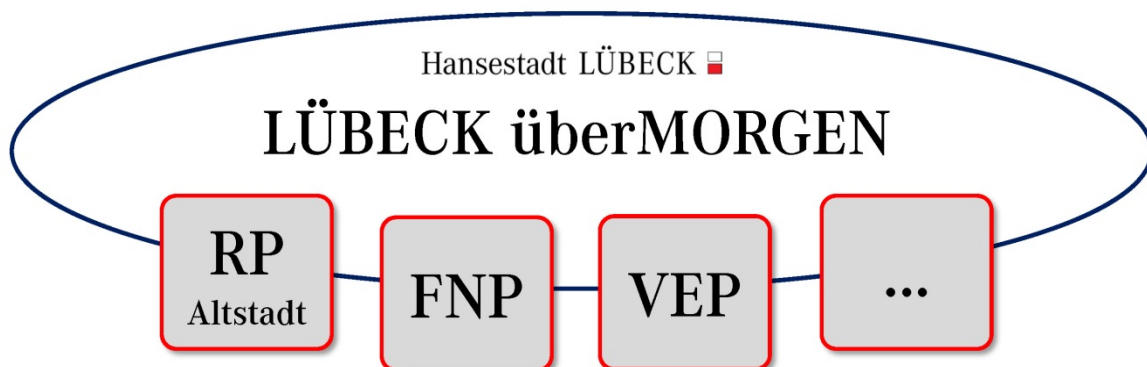 Hansestadt LÜBECK
LÜBECK überMORGEN
RP
Altstadt
FNP
VEP
...